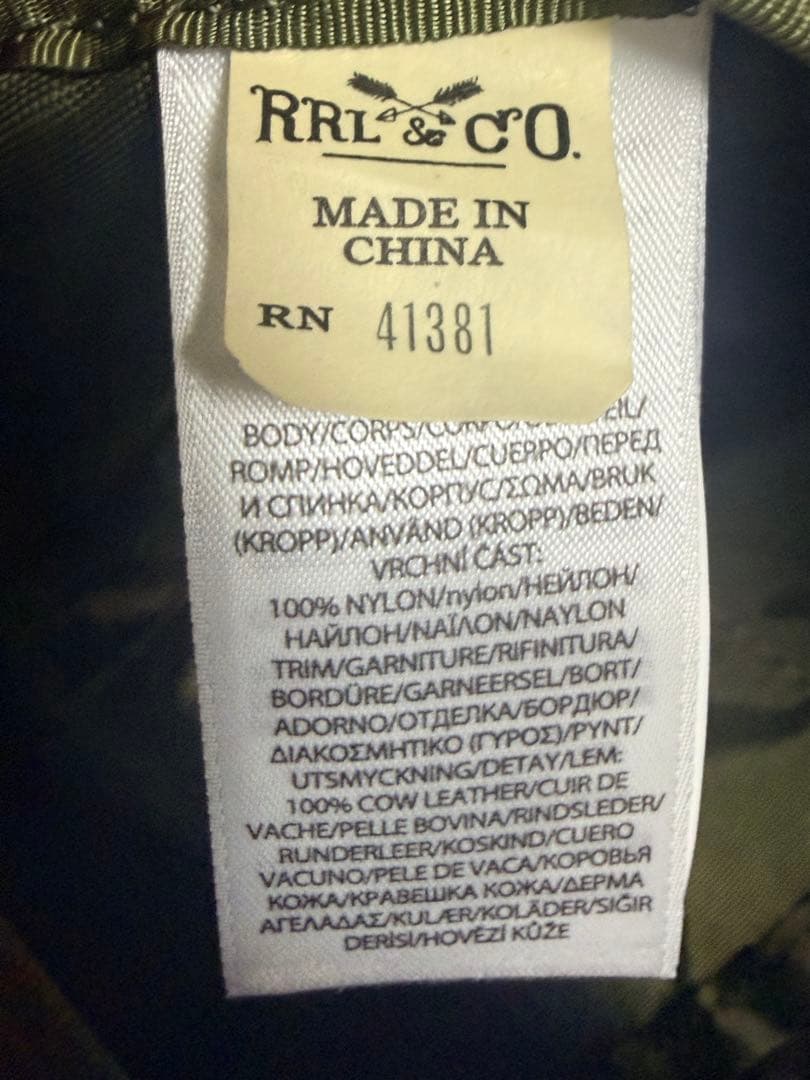 RRL & CO.
MADE IN
CHINA
RN 41381
BODY/CORPS/
ROMP/HOVEDDEL/CUERPO/ПЕРЕД
И СПИНКА/КОРПУС/ΣΩΜΑ/BRUK
(KROPP)/ANVÄND (KROPP)/BEDEN/
VRCHNÍ ČÁST:
100% NYLON/nylon/НЕЙЛОН/
НАЙЛОН/ΝΑΪΛΟΝ/NAYLON
TRIM/GARNITURE/RIFINITURA/
BORDÜRE/GARNEERSEL/BORT/
ADORNO/ОТДЕЛКА/БОРДЮР/
ΔΙΑΚΟΣΜΗΤΙΚΟ (ΓΥΡΟΣ)/PYNT/
UTSMYCKNING/DETAY/LEM:
100% COW LEATHER/CUIR DE
VACHE/PELLE BOVINA/RINDSLEDER/
RUNDERLEER/KOSKIND/CUERO
VACUNO/PELE DE VACA/КОРОВЬЯ
КОЖА/КРАВЕШКА КОЖА/ΔΕΡΜΑ
ΑΓΕΛΑΔΑΣ/KULÆR/KOLÄDER/SIĞIR
DERİSİ/HOVĚZÍ KŮŽE